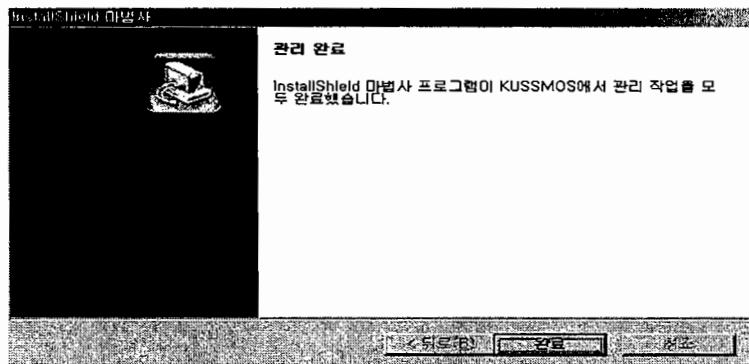 InstallShield 마법사
관리 완료
InstallShield 마법사 프로그램이 KUSSMOS에서 관리 작업을 모
두 완료했습니다.
< 뒤로(B)
완료
취소